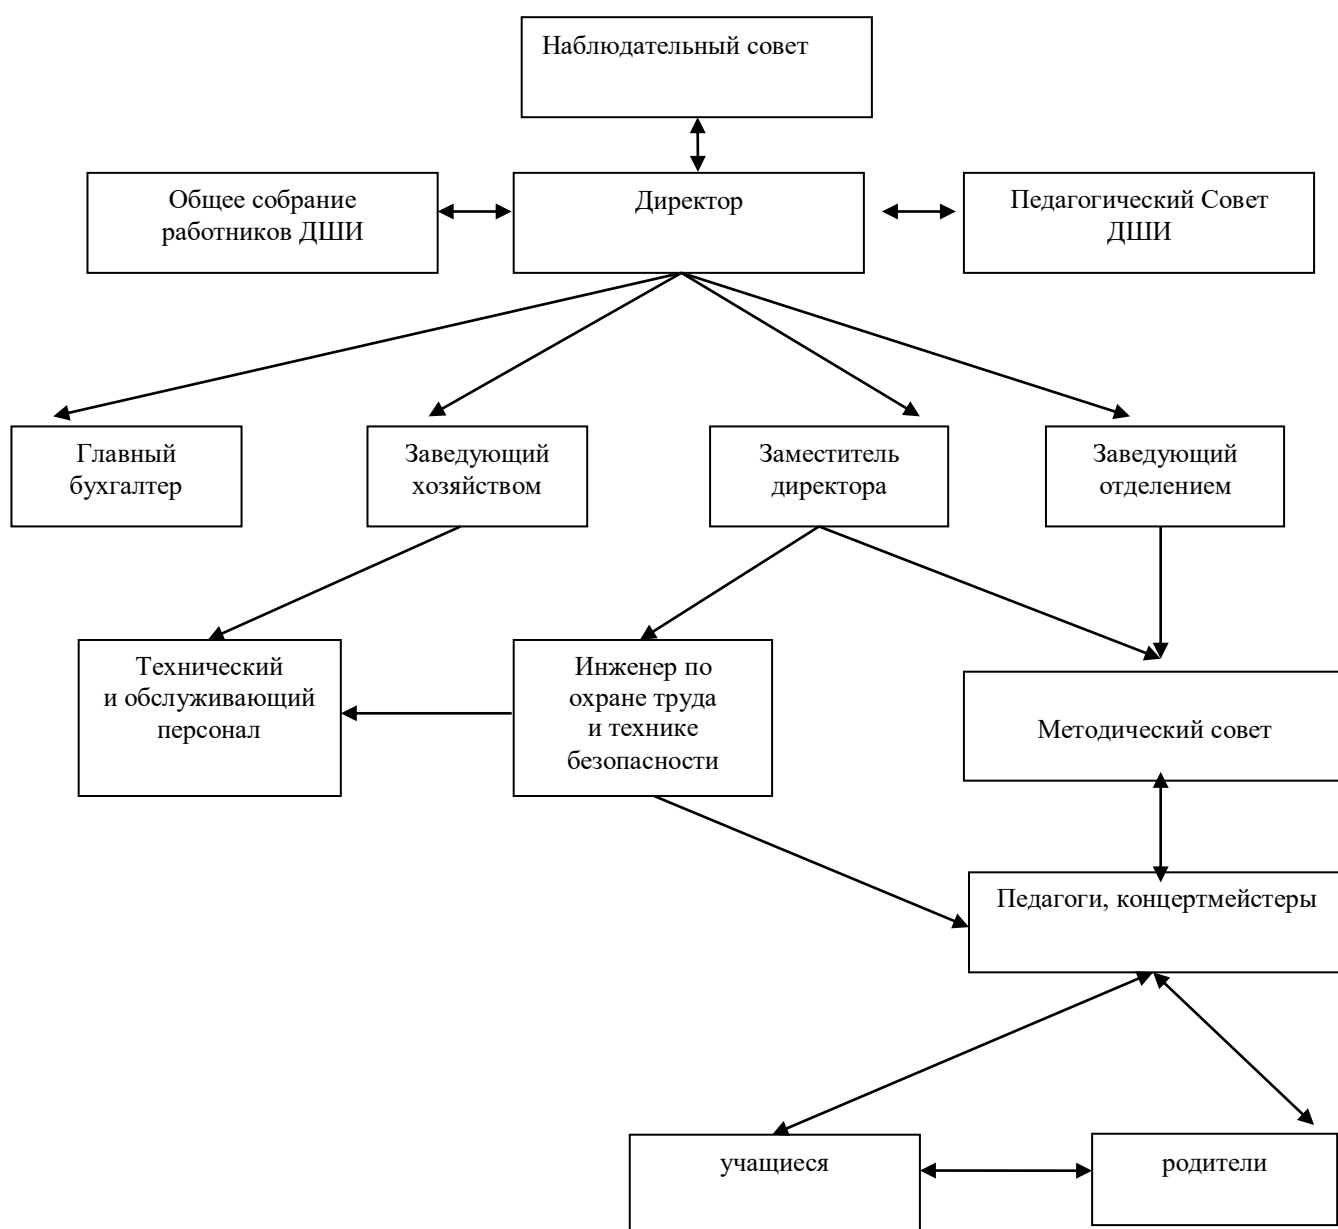 Наблюдательный совет
Общее собрание
работников ДШИ
Директор
Педагогический Совет
ДШИ
Главный
бухгалтер
Заведующий
хозяйством
Заместитель
директора
Заведующий
отделением
Технический
и обслуживающий
персонал
Инженер по
охране труда
и технике
безопасности
Методический совет
Педагоги, концертмейстеры
учащиеся
родители